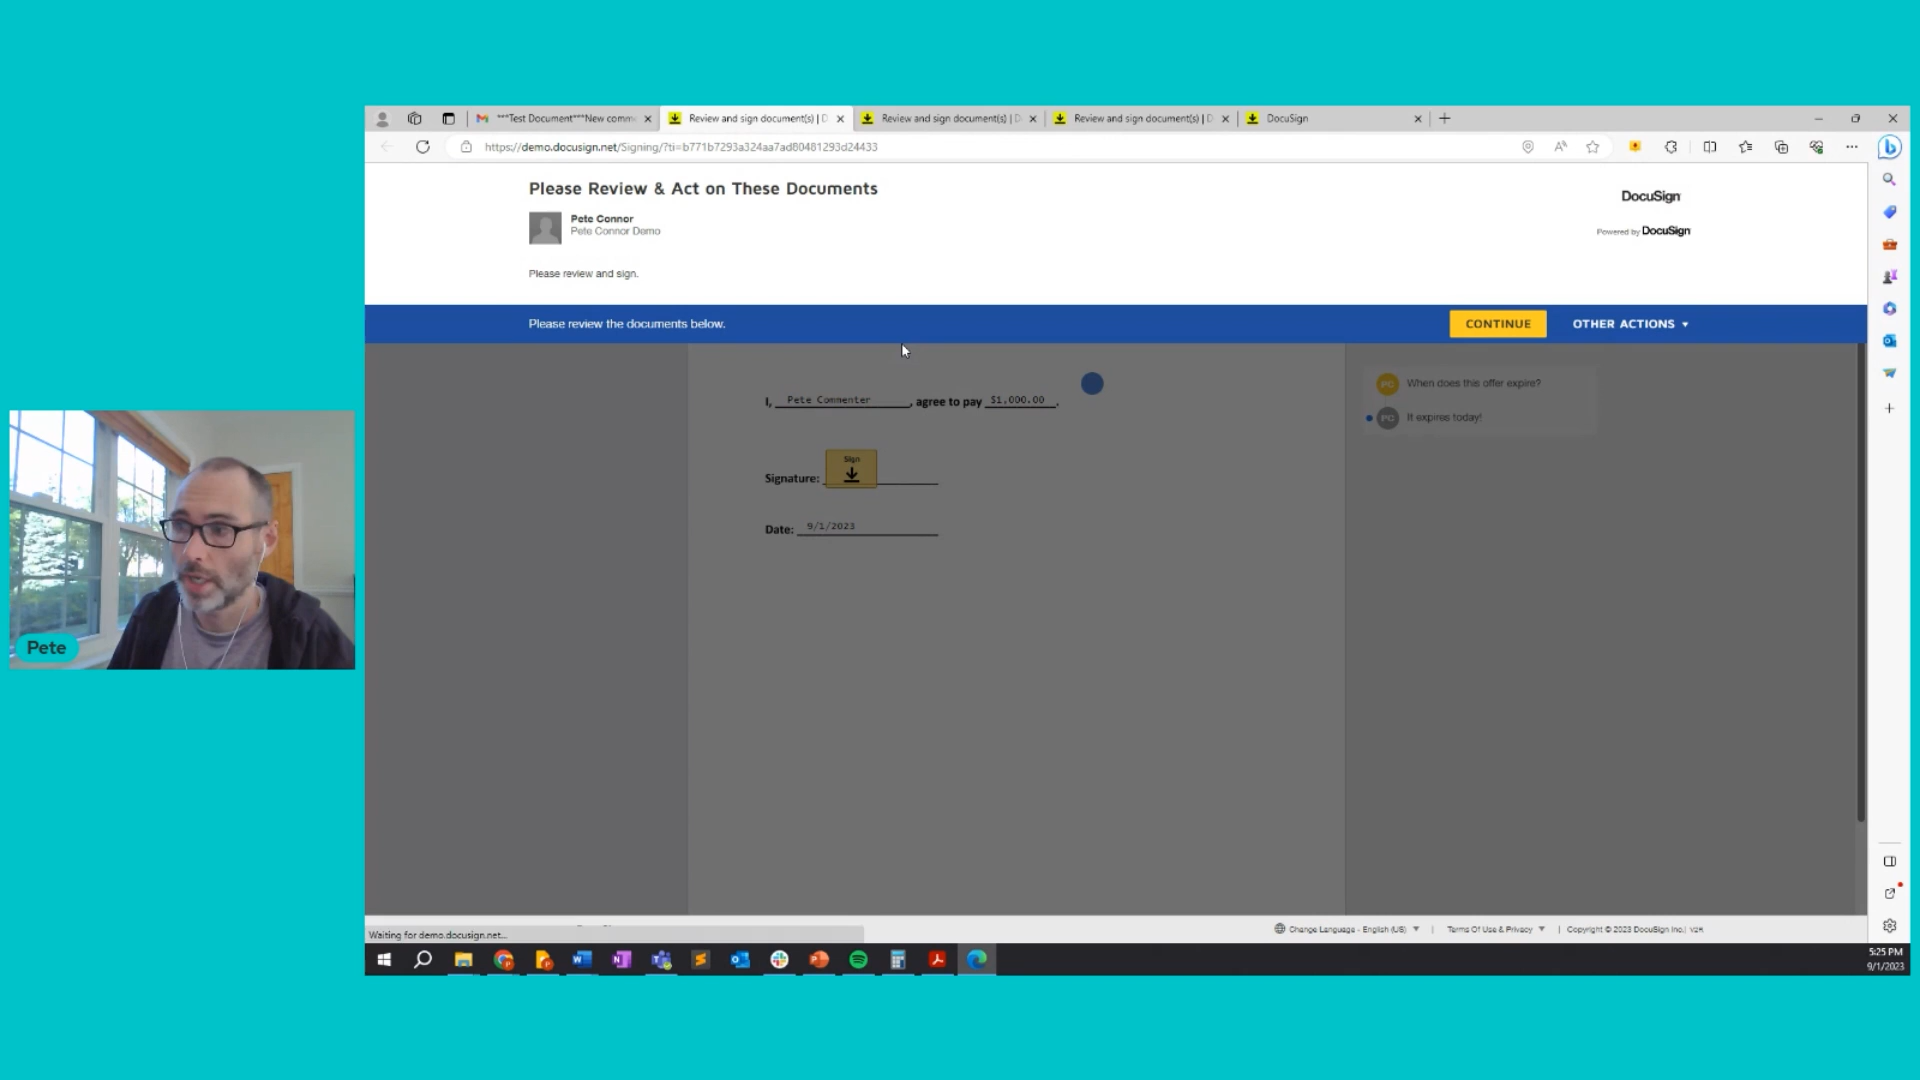 ***Test Document***New comme
Review and sign document(s) | D
Review and sign document(s) | D
Review and sign document(s) | D
DocuSign
https://demo.docusign.net/Signing/?ti=b771b7293a324aa7ad80481293d24433
Please Review & Act on These Documents
Pete Connor
Pete Connor Demo
DocuSign
Powered by DocuSign
Please review and sign.
Please review the documents below.
CONTINUE
OTHER ACTIONS
I, Pete Commenter, agree to pay $1,000.00.
PC When does this offer expire?
PC It expires today!
Sign
Signature:
Date: 9/1/2023
Pete
Waiting for demo.docusign.net...
Change Language - English (US) | Terms Of Use & Privacy | Copyright © 2023 DocuSign Inc. | V2R
5:25 PM
9/1/2023